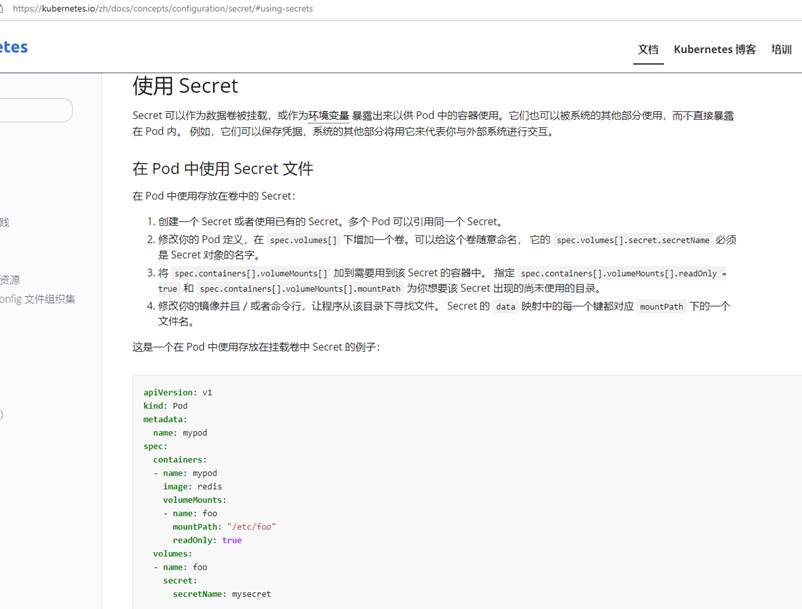 https://kubernetes.io/zh/docs/concepts/configuration/secret/#using-secrets
etes
文档 Kubernetes 博客 培训
使用 Secret
Secret 可以作为数据卷被挂载，或作为环境变量 暴露出来以供 Pod 中的容器使用。它们也可以被系统的其他部分使用，而不直接暴露
在 Pod 内。 例如，它们可以保存凭据，系统的其他部分将用它来代表你与外部系统进行交互。
在 Pod 中使用 Secret 文件
在 Pod 中使用存放在卷中的 Secret：
1. 创建一个 Secret 或者使用已有的 Secret。多个 Pod 可以引用同一个 Secret。
2. 修改你的 Pod 定义，在 spec.volumes[] 下增加一个卷。可以给这个卷随意命名， 它的 spec.volumes[].secret.secretName 必须
是 Secret 对象的名字。
3. 将 spec.containers[].volumeMounts[] 加到需要用到该 Secret 的容器中。 指定 spec.containers[].volumeMounts[].readOnly =
true 和 spec.containers[].volumeMounts[].mountPath 为你想要该 Secret 出现的尚未使用的目录。
4. 修改你的镜像并且 / 或者命令行，让程序从该目录下寻找文件。 Secret 的 data 映射中的每一个键都对应 mountPath 下的一个
文件名。
这是一个在 Pod 中使用存放在挂载卷中 Secret 的例子：
践
资源
onfig 文件组织集
)
apiVersion: v1
kind: Pod
metadata:
  name: mypod
spec:
  containers:
  - name: mypod
    image: redis
    volumeMounts:
    - name: foo
      mountPath: "/etc/foo"
      readOnly: true
  volumes:
  - name: foo
    secret:
      secretName: mysecret